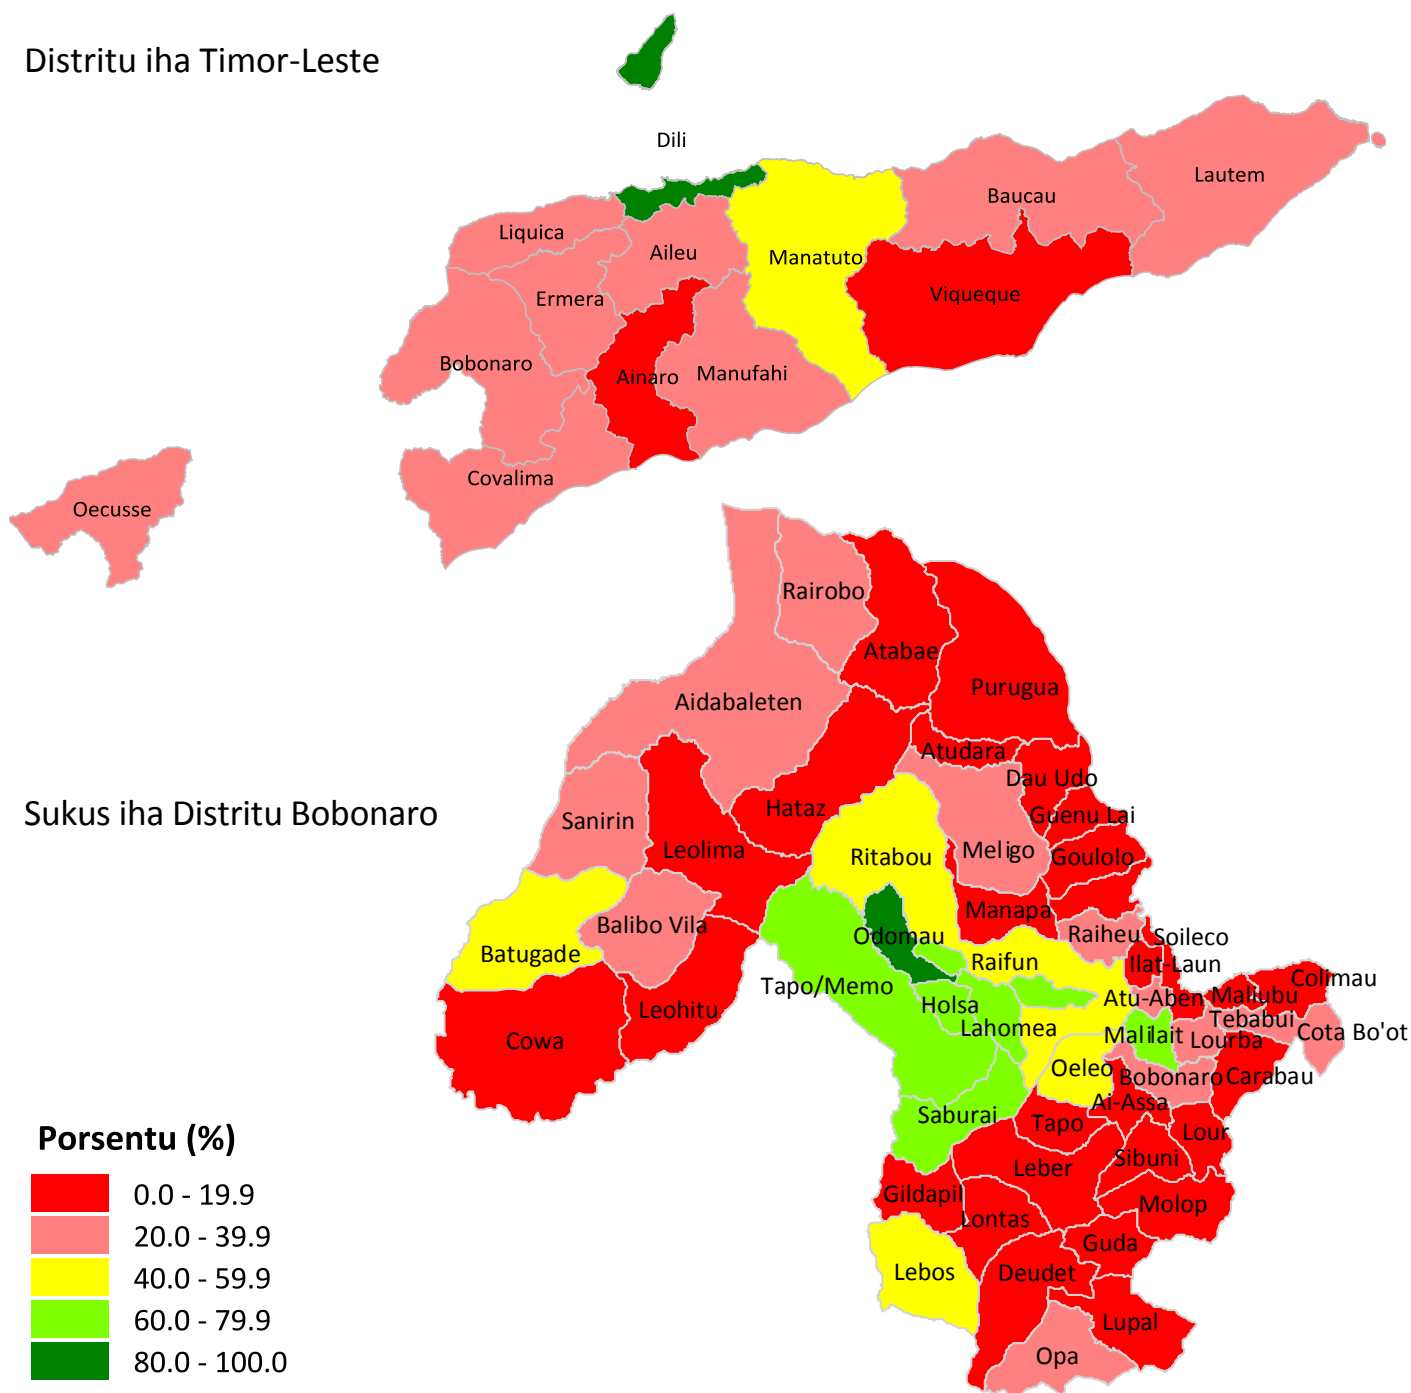 Distritu iha Timor-Leste
Dili
Lautem
Baucau
Liquica
Aileu
Manatuto
Ermera
Viqueque
Bobonaro
Ainaro
Manufahi
Covalima
Oecusse
Rairobo
Atabae
Purugua
Aidabaleten
Atudara
Dau Udo
Sukus iha Distritu Bobonaro
Hataz
Guenu Lai
Sanirin
Leolima
Ritabou
Meligo
Goulolo
Manapa
Balibo Vila
Odomau
Raiheu
Soileco
Batugade
Raifun
Ilat-Laun
Colimau
Tapo/Memo
Atu-Aben
Mallubu
Leohitu
Holsa
Tebabui
Lahomea
Malilait
Lourba
Cota Bo'ot
Cowa
Oeleo
Bobonaro
Carabau
Ai-Assa
Saburai
Tapo
Lour
Porsentu (%)
Leber
Sibuni
0.0 - 19.9
Gildapil
Molop
Lontas
20.0 - 39.9
Guda
Lebos
Deudet
40.0 - 59.9
60.0 - 79.9
Lupal
Opa
80.0 - 100.0